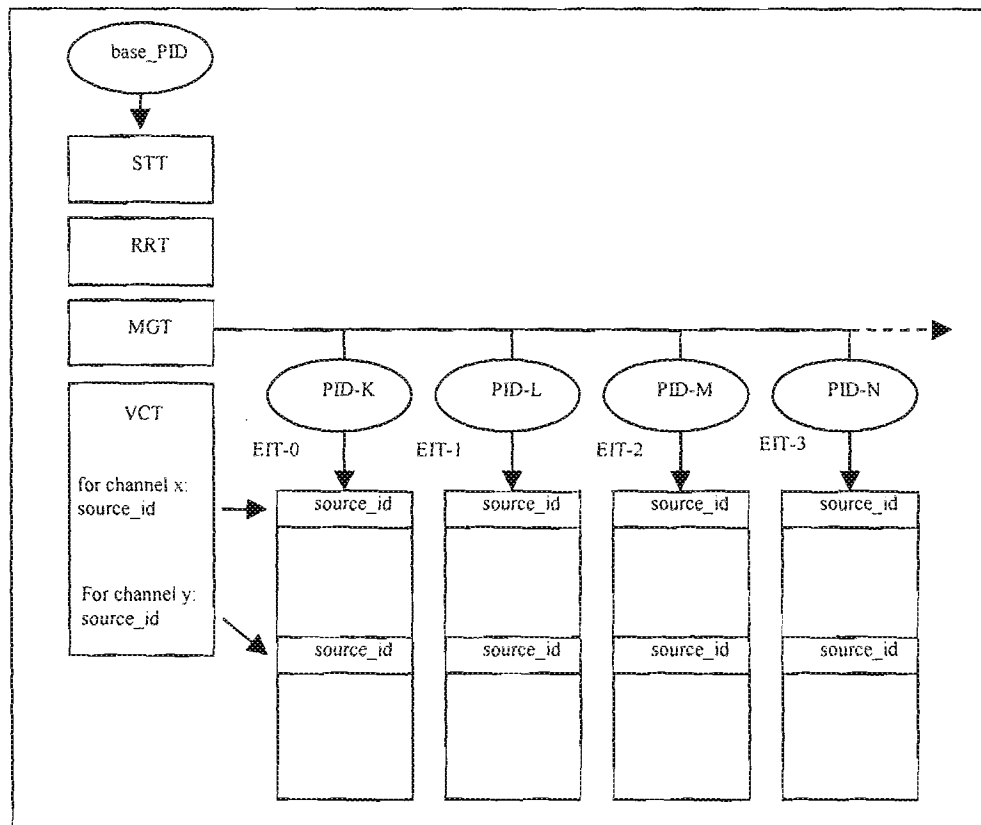 base_PID
STT
RRT
MGT
PID-K
PID-L
PID-M
PID-N
VCT
EIT-0
EIT-1
EIT-2
EIT-3
for channel x:
source_id
source_id
source_id
source_id
source_id
For channel y:
source_id
source_id
source_id
source_id
source_id